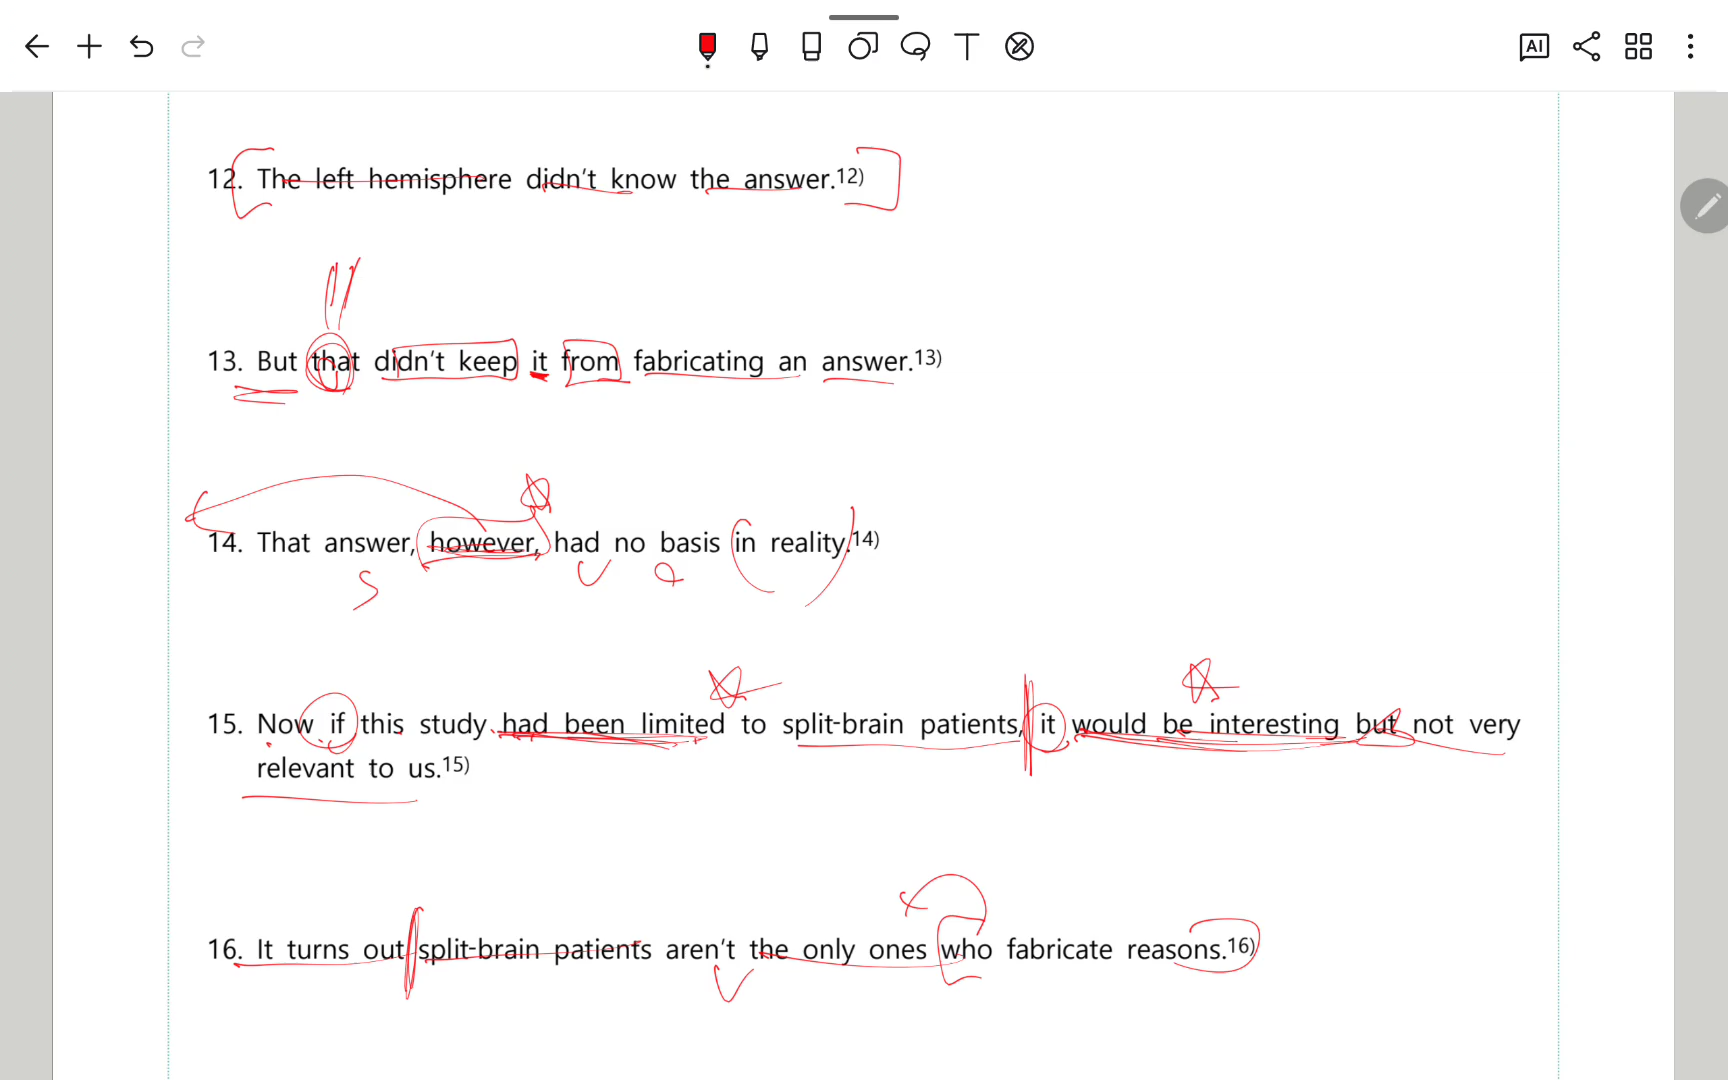 AI
12. The left hemisphere didn't know the answer.12)
13. But that didn't keep it from fabricating an answer.13)
14. That answer, however, had no basis in reality.14)
S
V
15. Now if this study had been limited to split-brain patients, it would be interesting but not very
relevant to us.15)
16. It turns out split-brain patients aren't the only ones who fabricate reasons.16)
V